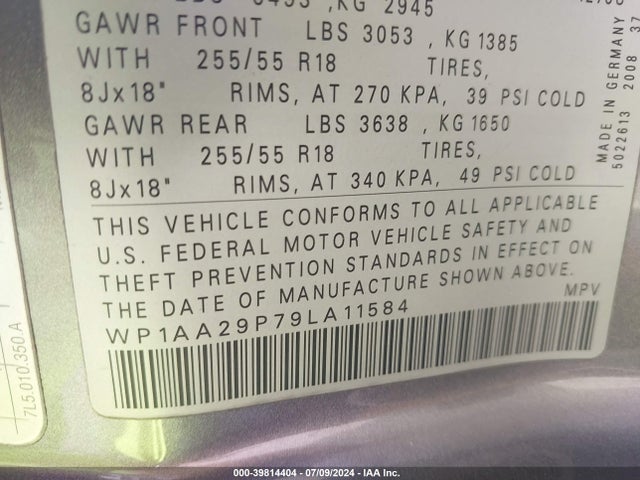 KG 2945
GAWR FRONT LBS 3053 , KG 1385
WITH 255/55 R18 TIRES,
8Jx18" RIMS, AT 270 KPA, 39 PSI COLD
GAWR REAR LBS 3638 , KG 1650
WITH 255/55 R18 TIRES,
8Jx18" RIMS, AT 340 KPA, 49 PSI COLD
THIS VEHICLE CONFORMS TO ALL APPLICABLE
U.S. FEDERAL MOTOR VEHICLE SAFETY AND
THEFT PREVENTION STANDARDS IN EFFECT ON
THE DATE OF MANUFACTURE SHOWN ABOVE.
WP1AA29P79LA11584 MPV
MADE IN GERMANY
5022613 2008 37
7L5.010.350.A
000-39814404 - 07/09/2024 - IAA Inc.